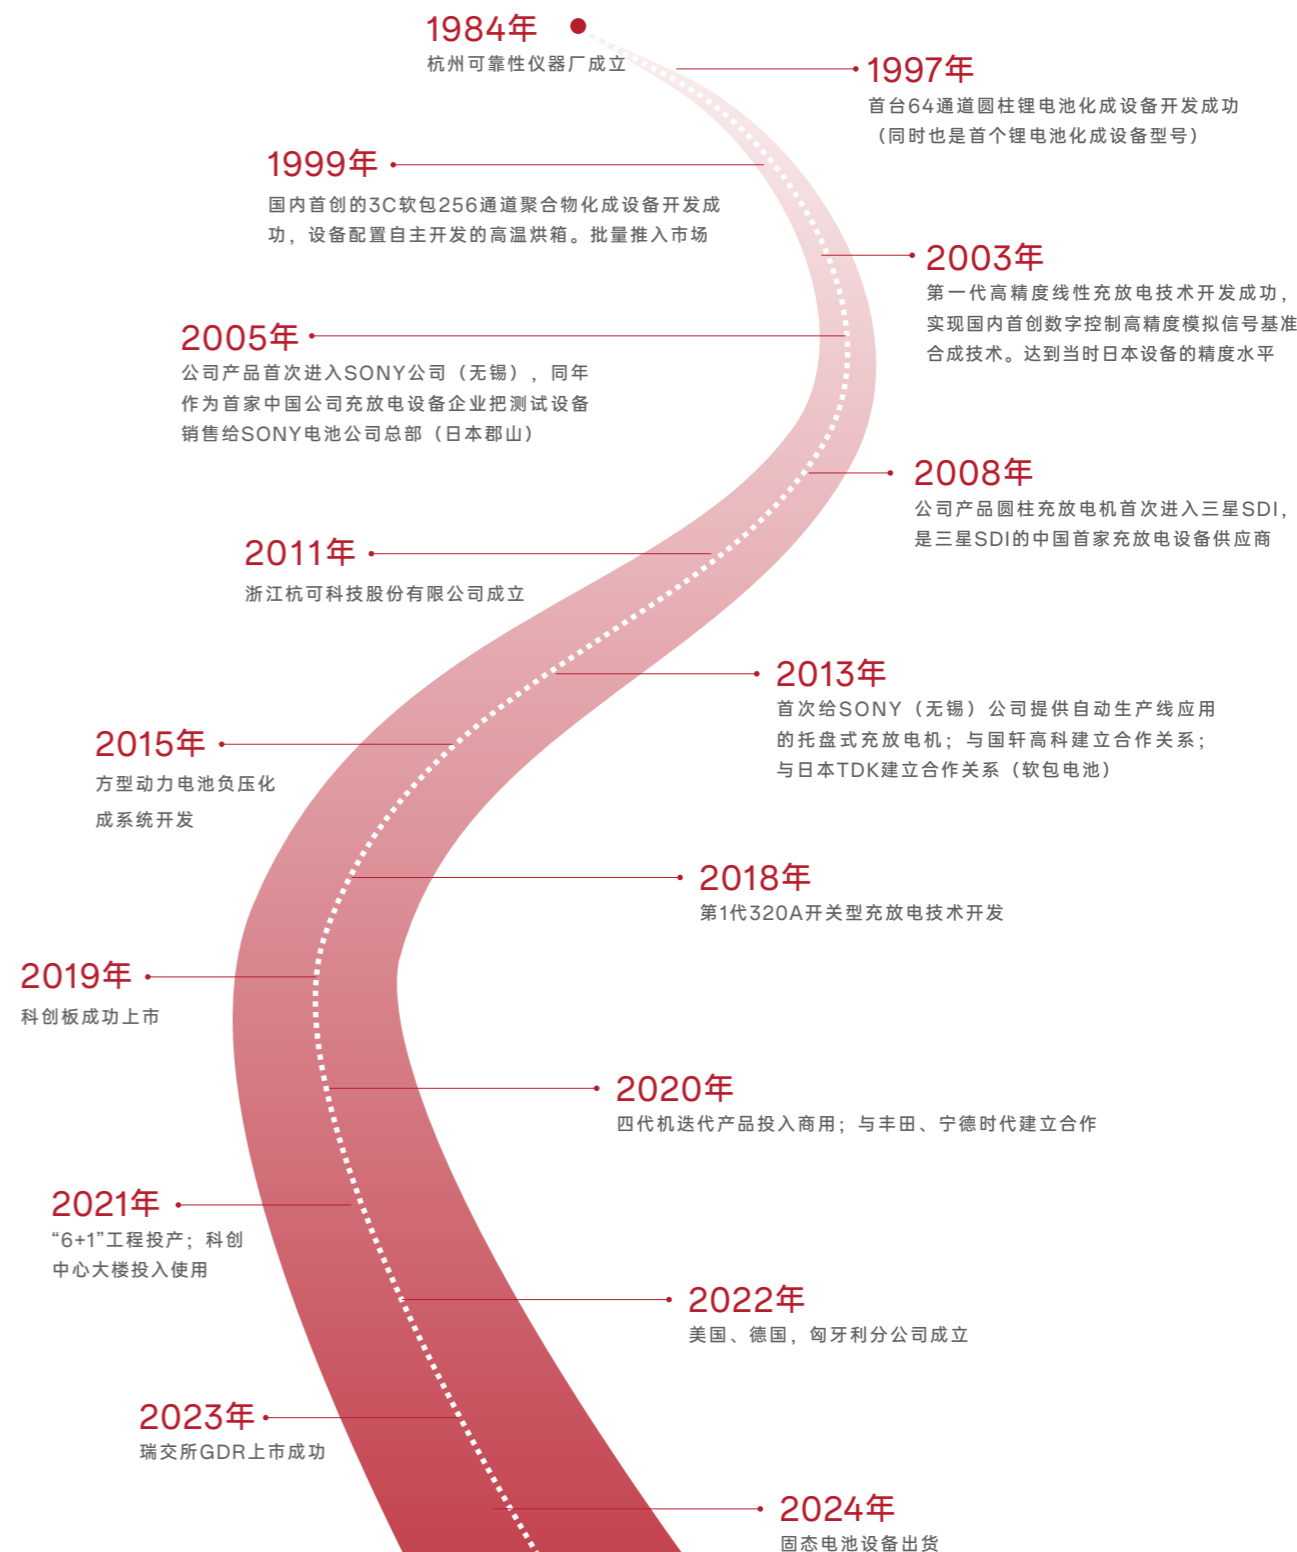 1984年
杭州可靠性仪器厂成立
1997年
首台64通道圆柱锂电池化成设备开发成功
（同时也是首个锂电池化成设备型号）
1999年
国内首创的3C软包256通道聚合物化成设备开发成
功，设备配置自主开发的高温烘箱。批量推入市场
2003年
第一代高精度线性充放电技术开发成功，
实现国内首创数字控制高精度模拟信号基准
合成技术。达到当时日本设备的精度水平
2005年
公司产品首次进入SONY公司（无锡），同年
作为首家中国公司充放电设备企业把测试设备
销售给SONY电池公司总部（日本郡山）
2008年
公司产品圆柱充放电机首次进入三星SDI，
是三星SDI的中国首家充放电设备供应商
2011年
浙江杭可科技股份有限公司成立
2013年
首次给SONY（无锡）公司提供自动生产线应用
的托盘式充放电机；与国轩高科建立合作关系；
与日本TDK建立合作关系（软包电池）
2015年
方型动力电池负压化
成系统开发
2018年
第1代320A开关型充放电技术开发
2019年
科创板成功上市
2020年
四代机迭代产品投入商用；与丰田、宁德时代建立合作
2021年
“6+1”工程投产；科创
中心大楼投入使用
2022年
美国、德国，匈牙利分公司成立
2023年
瑞交所GDR上市成功
2024年
固态电池设备出货